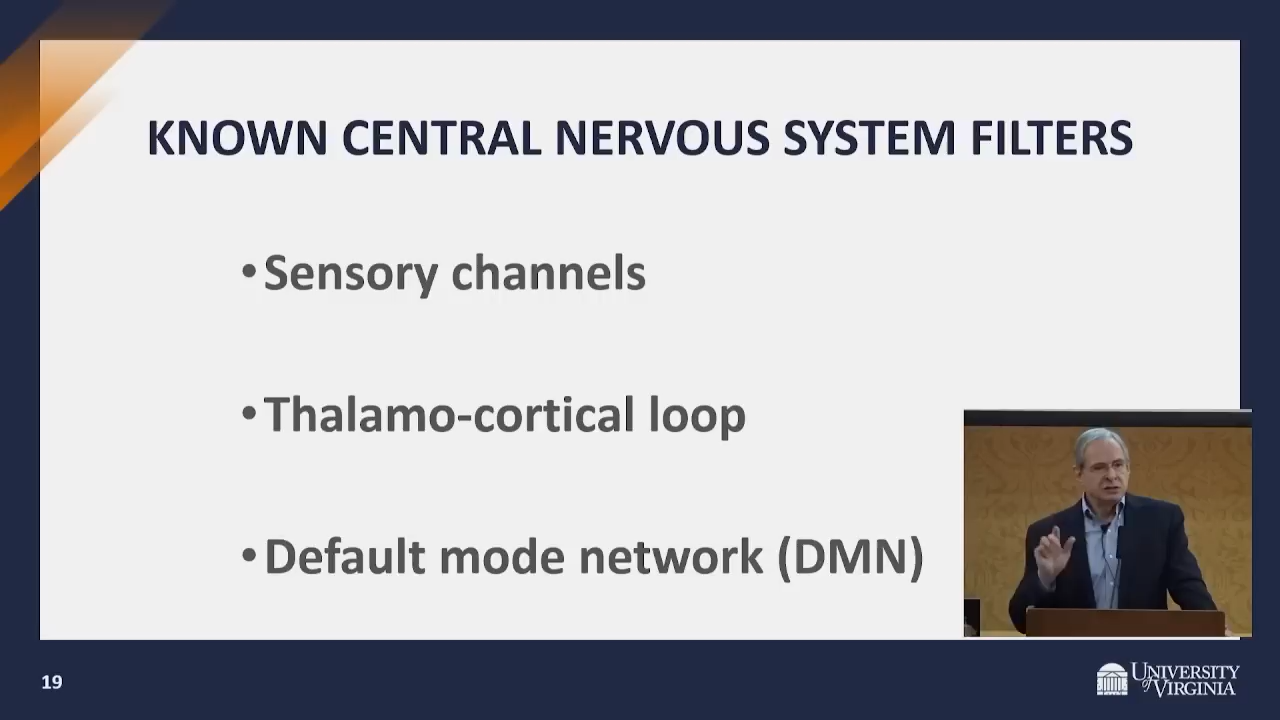 KNOWN CENTRAL NERVOUS SYSTEM FILTERS
•Sensory channels
•Thalamo-cortical loop
•Default mode network (DMN)
19
UNIVERSITY
of VIRGINIA